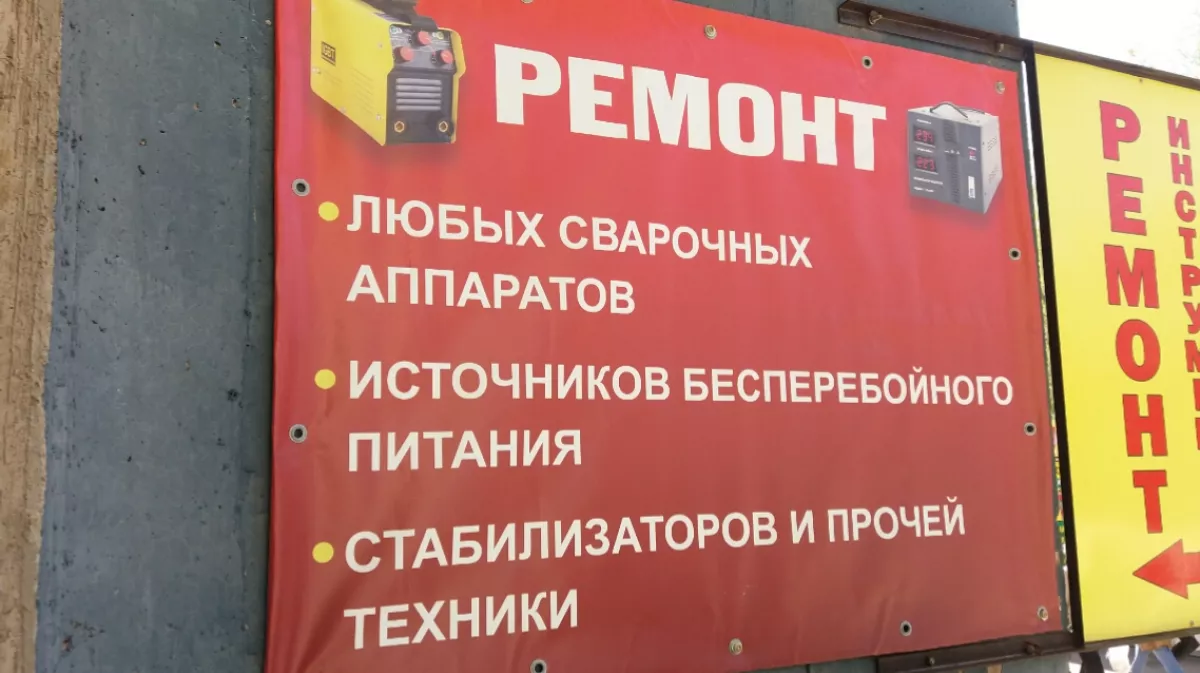 РЕМОНТ
ЛЮБЫХ СВАРОЧНЫХ
АППАРАТОВ
ИСТОЧНИКОВ БЕСПЕРЕБОЙНОГО
ПИТАНИЯ
СТАБИЛИЗАТОРОВ И ПРОЧЕЙ
ТЕХНИКИ
РЕМОНТ